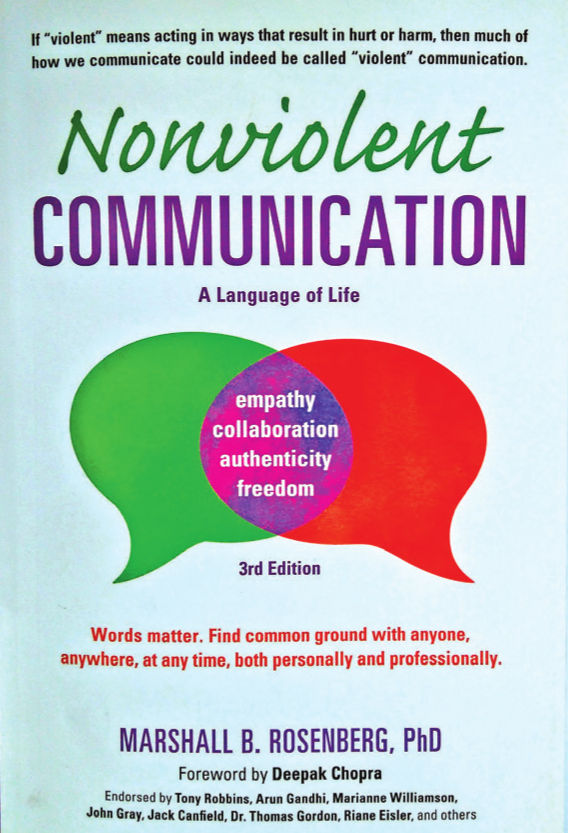 If “violent” means acting in ways that result in hurt or harm, then much of
how we communicate could indeed be called “violent” communication.
Nonviolent
COMMUNICATION
A Language of Life
empathy
collaboration
authenticity
freedom
3rd Edition
Words matter. Find common ground with anyone,
anywhere, at any time, both personally and professionally.
MARSHALL B. ROSENBERG, PhD
Foreword by Deepak Chopra
Endorsed by Tony Robbins, Arun Gandhi, Marianne Williamson,
John Gray, Jack Canfield, Dr. Thomas Gordon, Riane Eisler, and others